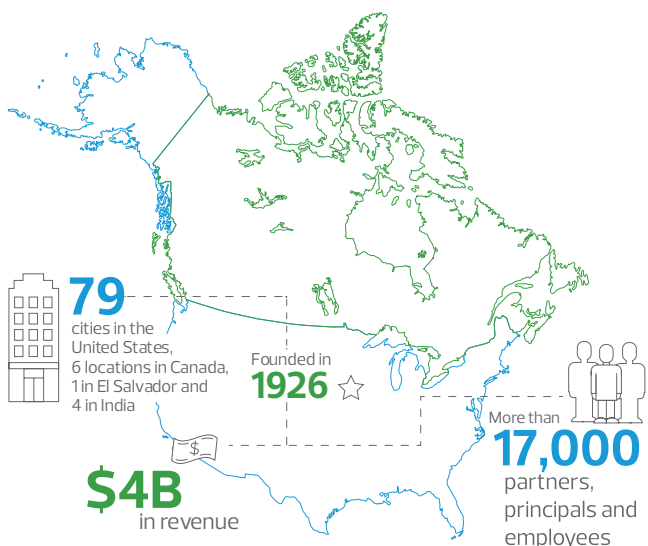 79
cities in the
United States,
6 locations in Canada,
1 in El Salvador and
4 in India
Founded in
1926
$
$4B
in revenue
More than
17,000
partners,
principals and
employees